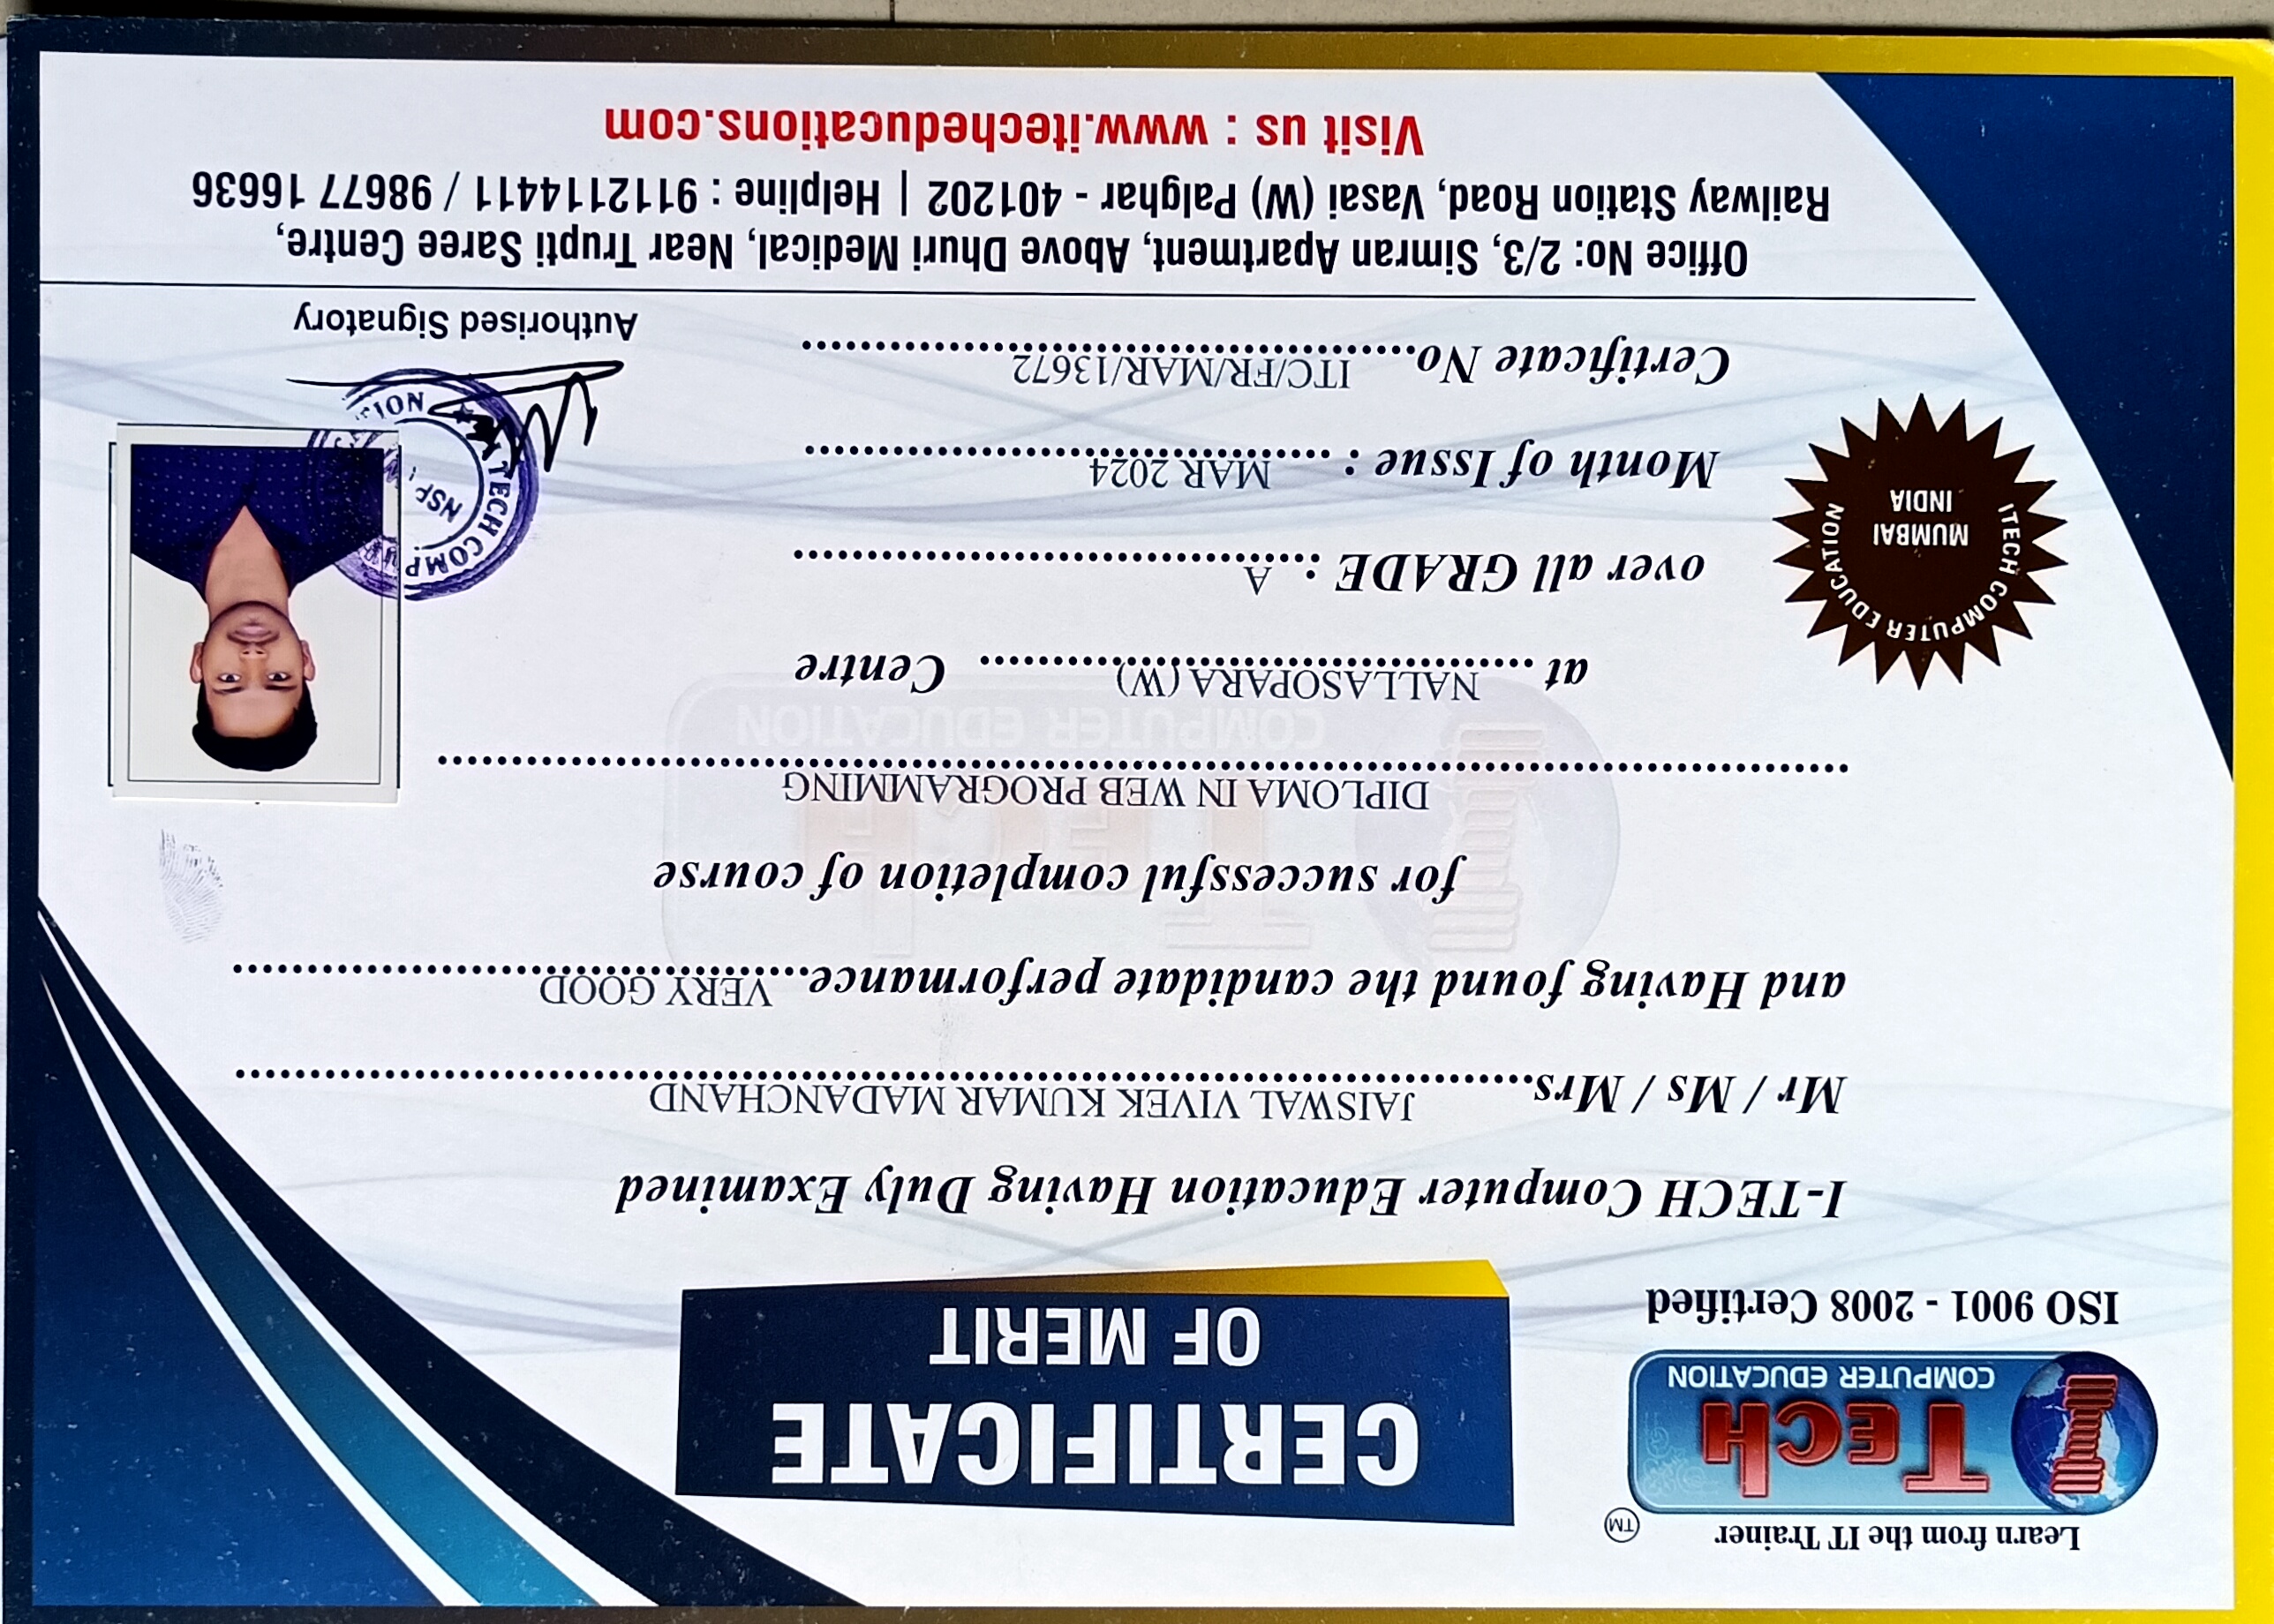 Learn from the IT Trainer
TM
I TECH
COMPUTER EDUCATION
ISO 9001 - 2008 Certified
CERTIFICATE
OF MERIT
I-TECH Computer Education Having Duly Examined
Mr / Ms / Mrs..........JAISWAL VIVEK KUMAR MADANCHAND..........
and Having found the candidate performance...VERY GOOD..........
for successful completion of course
..........DIPLOMA IN WEB PROGRAMMING..........
at .....NALLASOPARA (W).......... Centre
over all GRADE :...A..........
Month of Issue : ....MAR 2024..........
Certificate No.....ITC/FR/MAR/13672..........
ITECH COMPUTER EDUCATION
MUMBAI
INDIA
TECH COMPU
NSP
ION
Authorised Signatory
Office No: 2/3, Simran Apartment, Above Dhuri Medical, Near Trupti Saree Centre,
Railway Station Road, Vasai (W) Palghar - 401202 | Helpline : 9112114411 / 98677 16636
Visit us : www.itecheducations.com